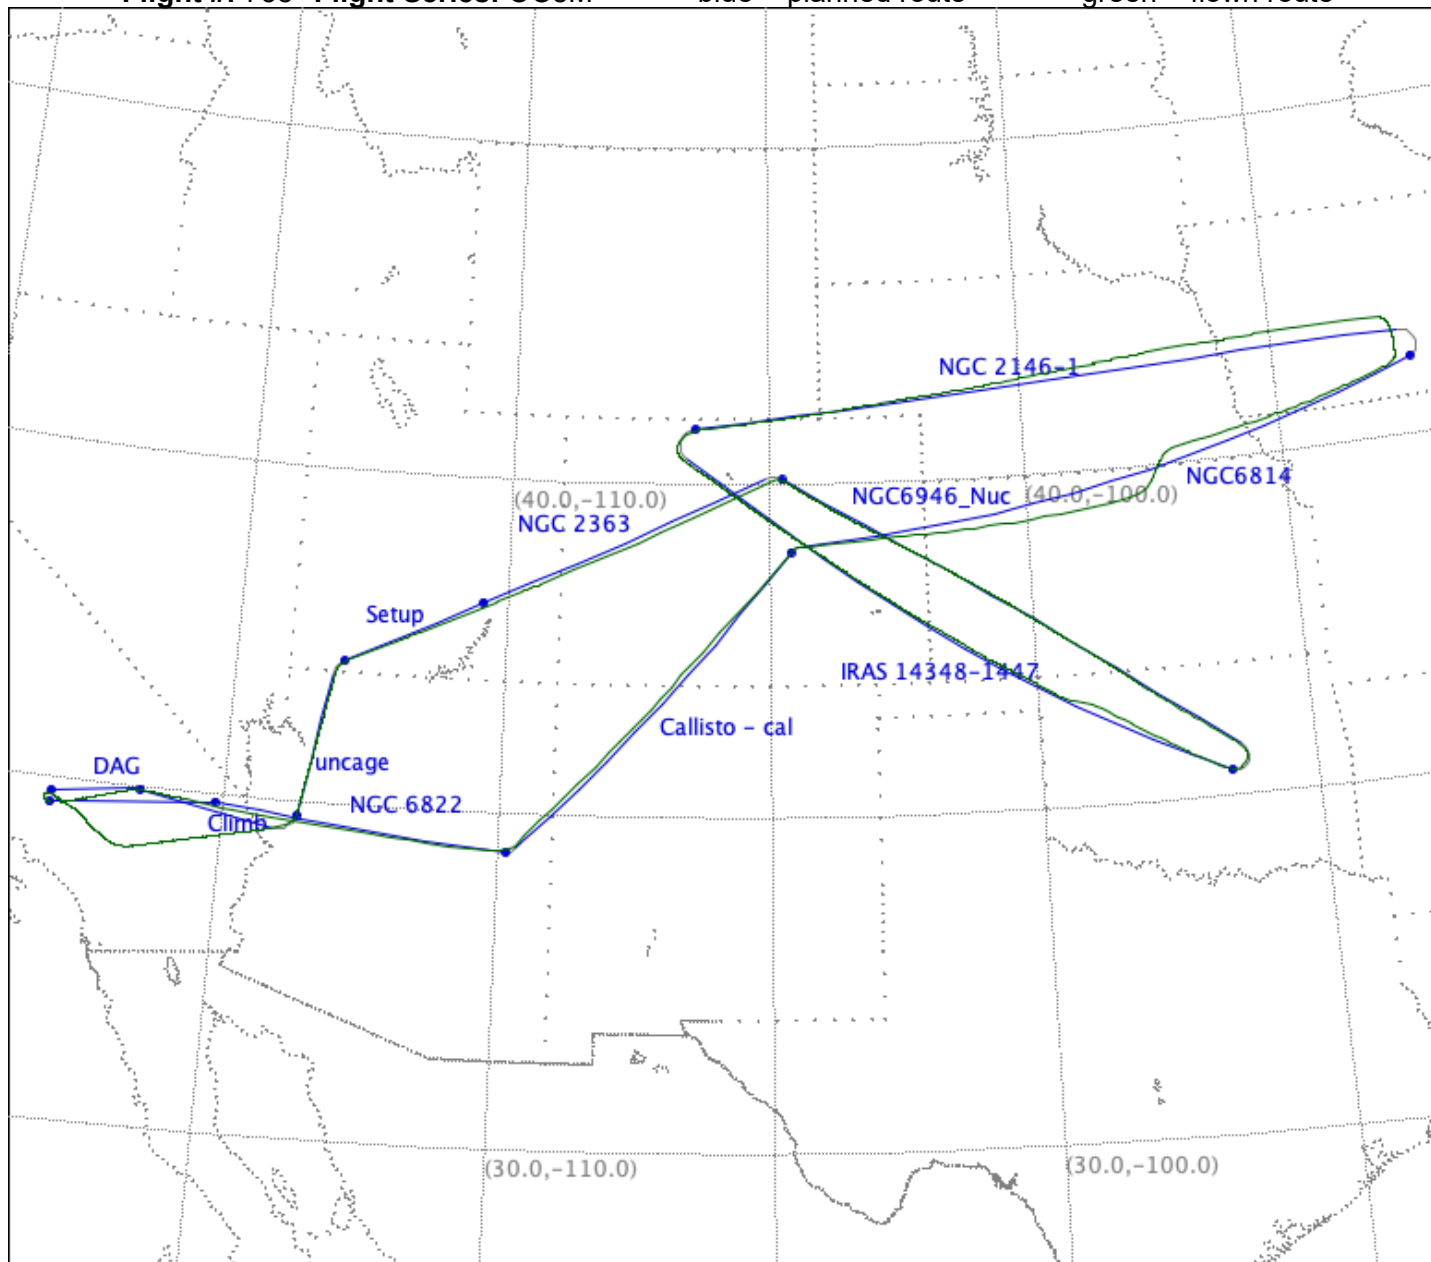 NGC 2146-1
NGC6814
NGC6946_Nuc
(40.0,-110.0)
(40.0,-100.0)
NGC 2363
Setup
IRAS 14348-1447
Callisto - cal
DAG
uncage
NGC 6822
Climb
(30.0,-110.0)
(30.0,-100.0)